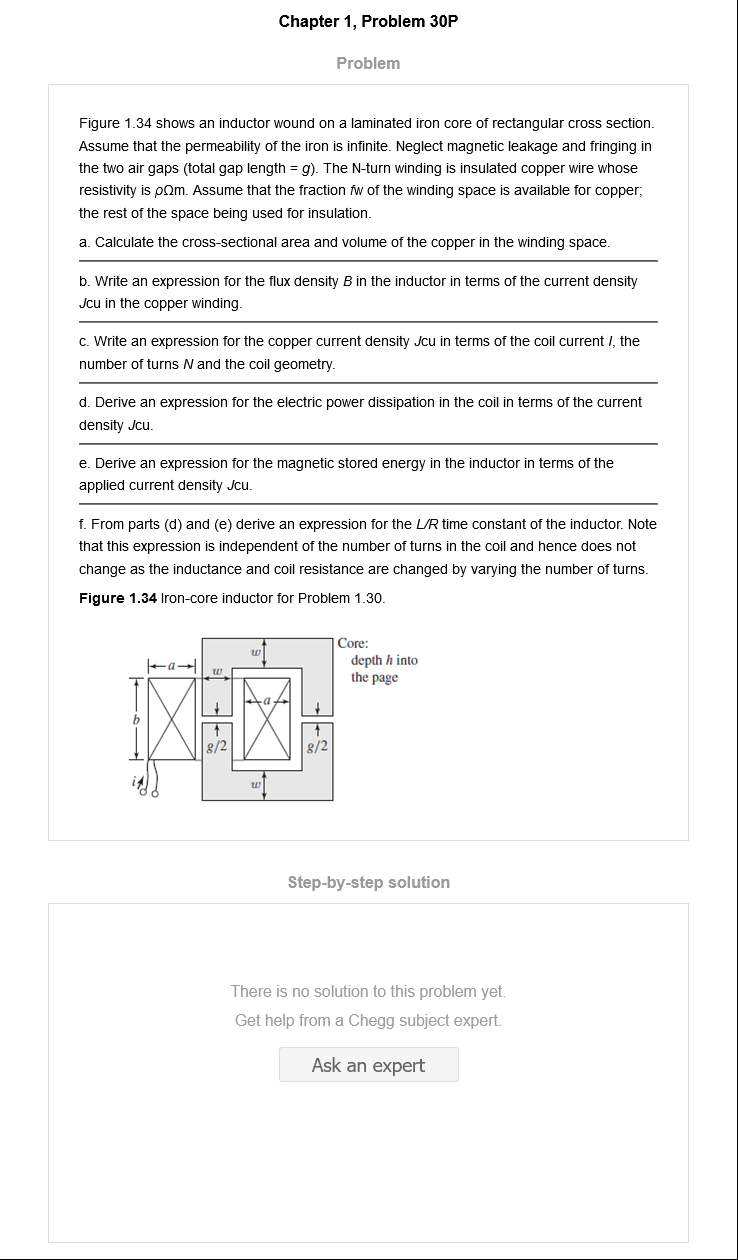 Chapter 1, Problem 30P
Problem
Figure 1.34 shows an inductor wound on a laminated iron core of rectangular cross section.
Assume that the permeability of the iron is infinite. Neglect magnetic leakage and fringing in
the two air gaps (total gap length = g). The N-turn winding is insulated copper wire whose
resistivity is ρΩm. Assume that the fraction fw of the winding space is available for copper;
the rest of the space being used for insulation.
a. Calculate the cross-sectional area and volume of the copper in the winding space.
b. Write an expression for the flux density B in the inductor in terms of the current density
Jcu in the copper winding.
c. Write an expression for the copper current density Jcu in terms of the coil current I, the
number of turns N and the coil geometry.
d. Derive an expression for the electric power dissipation in the coil in terms of the current
density Jcu.
e. Derive an expression for the magnetic stored energy in the inductor in terms of the
applied current density Jcu.
f. From parts (d) and (e) derive an expression for the L/R time constant of the inductor. Note
that this expression is independent of the number of turns in the coil and hence does not
change as the inductance and coil resistance are changed by varying the number of turns.
Figure 1.34 Iron-core inductor for Problem 1.30.
Core:
depth h into
the page
w
a
w
a
b
g/2
g/2
i
w
Step-by-step solution
There is no solution to this problem yet.
Get help from a Chegg subject expert.
Ask an expert